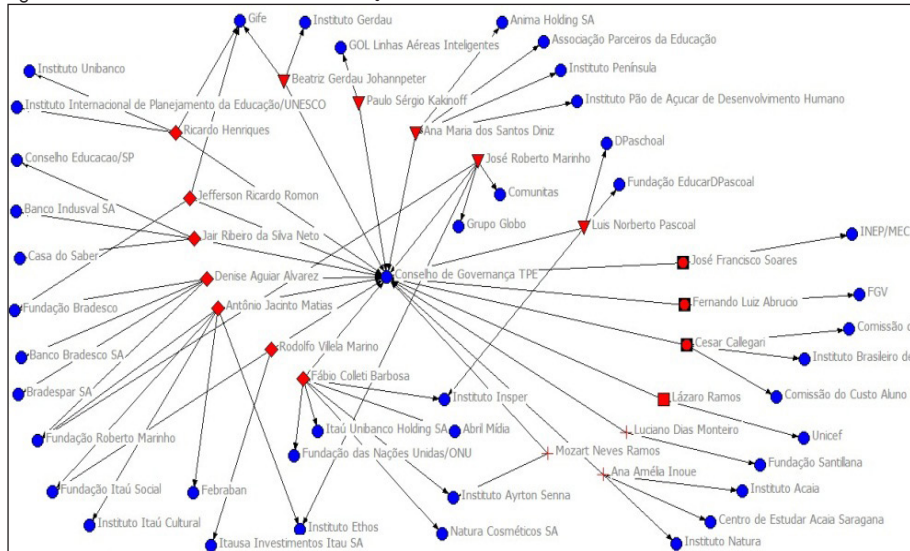 Gife
Instituto Gerdau
Anima Holding SA
GOL Linhas Aéreas Inteligentes
Associação Parceiros da Educação
Instituto Unibanco
Beatriz Gerdau Johannpeter
Instituto Península
Instituto Internacional de Planejamento da Educação/UNESCO
Paulo Sérgio Kakinoff
Instituto Pão de Açucar de Desenvolvimento Humano
Ricardo Henriques
Ana Maria dos Santos Diniz
DPaschoal
Conselho Educacao/SP
José Roberto Marinho
Fundação EducarDPascoal
Jefferson Ricardo Romon
Comunitas
Banco Indusval SA
Grupo Globo
Luis Norberto Pascoal
INEP/MEC
Jair Ribeiro da Silva Neto
Casa do Saber
José Francisco Soares
Denise Aguiar Alvarez
Conselho de Governança TPE
Fundação Bradesco
Antônio Jacinto Matias
Fernando Luiz Abrucio
FGV
Comissão d
Rodolfo Vilela Marino
Cesar Callegari
Banco Bradesco SA
Instituto Brasileiro de
Fábio Colleti Barbosa
Bradespar SA
Instituto Insper
Lázaro Ramos
Comissão do Custo Aluno
Itaú Unibanco Holding SA
Abril Mídia
Luciano Dias Monteiro
Unicef
Fundação Roberto Marinho
Fundação das Nações Unidas/ONU
Mozart Neves Ramos
Fundação Santillana
Ana Amélia Inoue
Fundação Itaú Social
Febraban
Instituto Ayrton Senna
Instituto Acaia
Instituto Itaú Cultural
Instituto Ethos
Natura Cosméticos SA
Centro de Estudar Acaia Saragana
Itausa Investimentos Itau SA
Instituto Natura